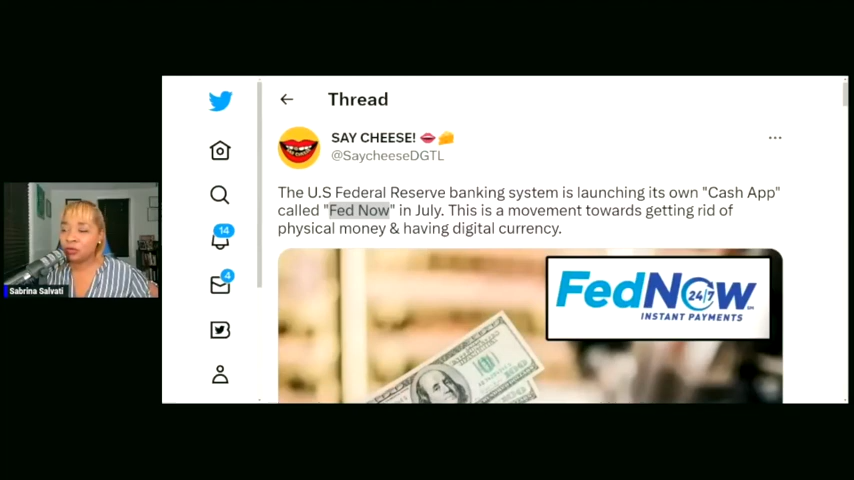 Thread
SAY CHEESE!
@SaycheeseDGTL
The U.S Federal Reserve banking system is launching its own "Cash App"
called "Fed Now" in July. This is a movement towards getting rid of
physical money & having digital currency.
14
4
FedNow
24/7
INSTANT PAYMENTS
Sabrina Salvati